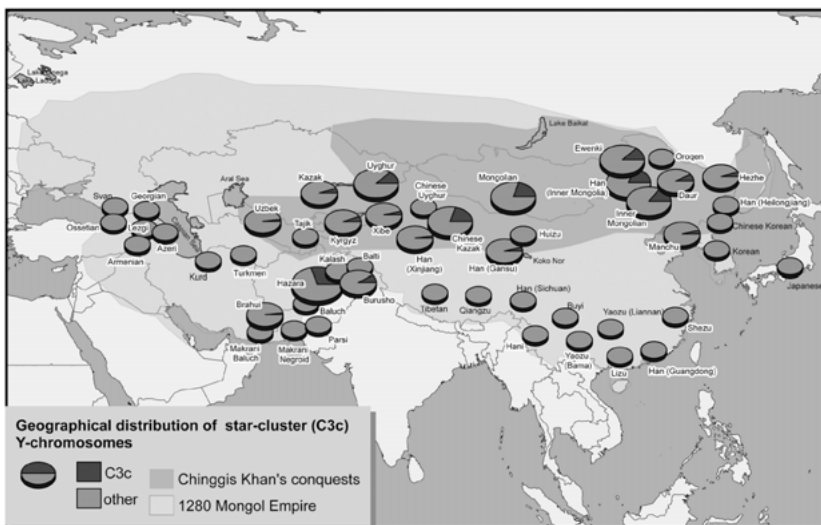 Lake Onega
Lake Ladoga
Lake Baikal
Ewenki
Oroqen
Hezhe
Aral Sea
Kazak
Uyghur
Chinese
Uyghur
Mongolian
Han
(Inner Mongolia)
Daur
Han (Heilongjiang)
Svan
Georgian
Uzbek
Inner
Mongolian
Chinese Korean
Ossetian
Lezgi
Azeri
Tajik
Kyrgyz
Xibe
Chinese
Kazak
Huizu
Manchu
Korean
Armenian
Kurd
Turkmen
Kalash
Balti
Han
(Xinjiang)
Han (Gansu)
Koko Nor
Japanese
Hazara
Burusho
Tibetan
Qiangzu
Han (Sichuan)
Brahui
Baluch
Buyi
Yaozu (Liannan)
Shezu
Makrani
Baluch
Makrani
Negroid
Parsi
Hani
Yaozu
(Bama)
Lizu
Han (Guangdong)
Geographical distribution of star-cluster (C3c)
Y-chromosomes
C3c
other
Chinggis Khan's conquests
1280 Mongol Empire